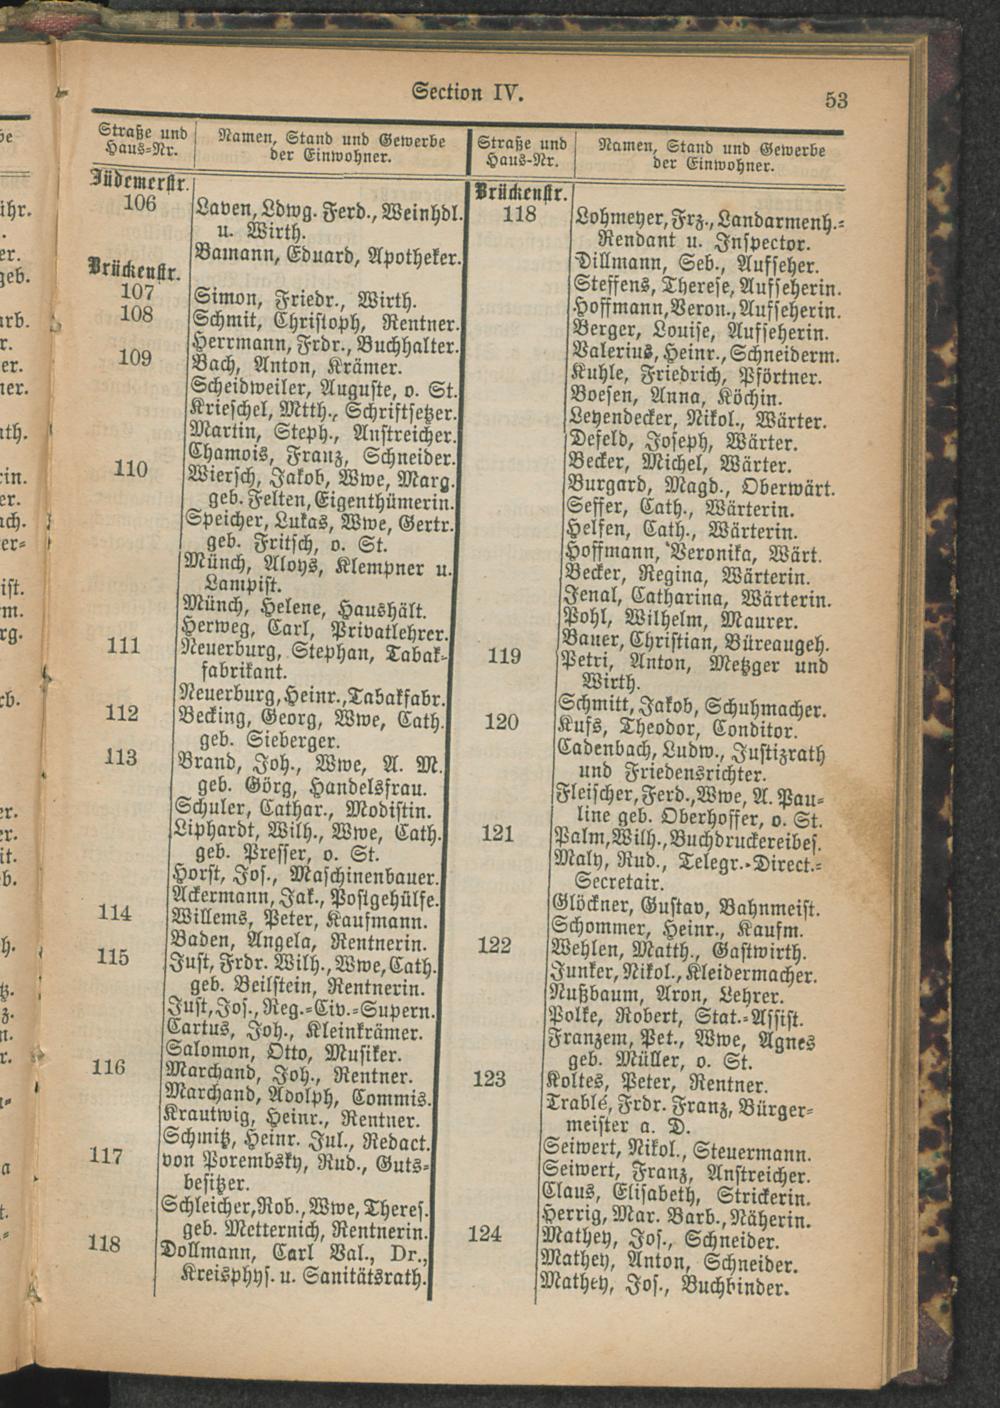 Section IV.
53
Straße und
Haus-Nr.
Namen, Stand und Gewerbe
der Einwohner.
Jüdemerstr.
106 Laven, Ldwg. Ferd., Weinhdl.
u. Wirth.
Bamann, Eduard, Apotheker.
Brückenstr.
107 Simon, Friedr., Wirth.
108 Schmit, Christoph, Rentner.
Herrmann, Frdr., Buchhalter.
109 Bach, Anton, Krämer.
Scheidweiler, Auguste, o. St.
Krieschel, Mtth., Schriftsetzer.
Martin, Steph., Anstreicher.
Chamois, Franz, Schneider.
110 Wiersch, Jakob, Wwe, Marg.
geb. Felten, Eigenthümerin.
Speicher, Lukas, Wwe, Gertr.
geb. Fritsch, o. St.
Münch, Aloys, Klempner u.
Lampist.
Münch, Helene, Haushält.
Herweg, Carl, Privatlehrer.
111 Neuerburg, Stephan, Tabak-
fabrikant.
Neuerburg, Heinr., Tabakfabr.
112 Becking, Georg, Wwe, Cath.
geb. Sieberger.
113 Brand, Joh., Wwe, A. M.
geb. Görg, Handelsfrau.
Schuler, Cathar., Modistin.
Liphardt, Wilh., Wwe, Cath.
geb. Presser, o. St.
Horst, Jos., Maschinenbauer.
Ackermann, Jak., Postgehülfe.
114 Willems, Peter, Kaufmann.
Baden, Angela, Rentnerin.
115 Just, Frdr. Wilh., Wwe, Cath.
geb. Beilstein, Rentnerin.
Just, Jos., Reg.-Civ.-Supern.
Cartus, Joh., Kleinkrämer.
Salomon, Otto, Musiker.
116 Marchand, Joh., Rentner.
Marchand, Adolph, Commis.
Krautwig, Heinr., Rentner.
Schmitz, Heinr. Jul., Redact.
117 von Porembsky, Rud., Guts-
besitzer.
Schleicher, Rob., Wwe, Theres.
geb. Metternich, Rentnerin.
118 Dollmann, Carl Val., Dr.,
Kreisphys. u. Sanitätsrath.
Straße und
Haus-Nr.
Namen, Stand und Gewerbe
der Einwohner.
Brückenstr.
118 Lohmeyer, Frz., Landarmenh.-
Rendant u. Inspector.
Dillmann, Seb., Aufseher.
Steffens, Therese, Aufseherin.
Hoffmann, Veron., Aufseherin.
Berger, Louise, Aufseherin.
Valerius, Heinr., Schneiderm.
Kuhle, Friedrich, Pförtner.
Boesen, Anna, Köchin.
Leyendecker, Nikol., Wärter.
Defeld, Joseph, Wärter.
Becker, Michel, Wärter.
Burgard, Magd., Oberwärt.
Seffer, Cath., Wärterin.
Helfen, Cath., Wärterin.
Hoffmann, Veronika, Wärt.
Becker, Regina, Wärterin.
Jenal, Catharina, Wärterin.
Pohl, Wilhelm, Maurer.
Bauer, Christian, Büreaugeh.
119 Petri, Anton, Metzger und
Wirth.
Schmitt, Jakob, Schuhmacher.
120 Kufs, Theodor, Conditor.
Cadenbach, Ludw., Justizrath
und Friedensrichter.
Fleischer, Ferd., Wwe, A. Pau-
line geb. Oberhoffer, o. St.
121 Palm, Wilh., Buchdruckereibes.
Maly, Rud., Telegr.-Direct.-
Secretair.
Glöckner, Gustav, Bahnmeist.
Schommer, Heinr., Kaufm.
122 Wehlen, Matth., Gastwirth.
Junker, Nikol., Kleidermacher.
Nußbaum, Aron, Lehrer.
Polke, Robert, Stat.-Assist.
Franzem, Pet., Wwe, Agnes
geb. Müller, o. St.
123 Koltes, Peter, Rentner.
Trablé, Frdr. Franz, Bürger-
meister a. D.
Seiwert, Nikol., Steuermann.
Seiwert, Franz, Anstreicher.
Claus, Elisabeth, Strickerin.
Herrig, Mar. Barb., Näherin.
124 Mathey, Jos., Schneider.
Mathey, Anton, Schneider.
Mathey, Jos., Buchbinder.